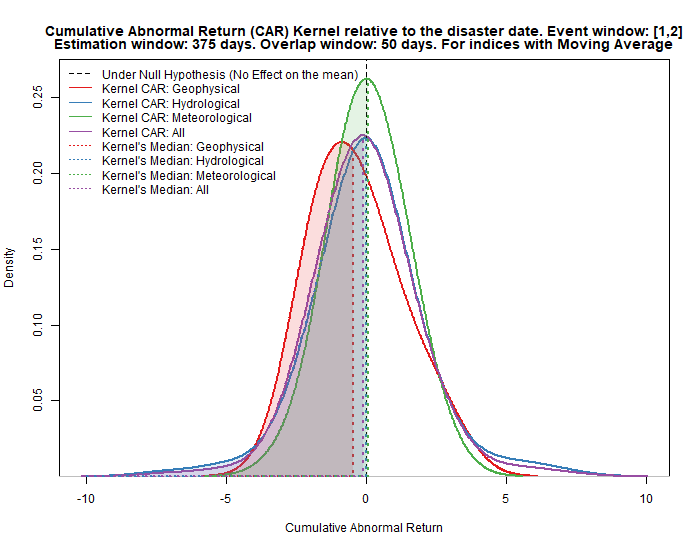 Cumulative Abnormal Return (CAR) Kernel relative to the disaster date. Event window: [1,2]
Estimation window: 375 days. Overlap window: 50 days. For indices with Moving Average
Under Null Hypothesis (No Effect on the mean)
Kernel CAR: Geophysical
Kernel CAR: Hydrological
Kernel CAR: Meteorological
Kernel CAR: All
Kernel's Median: Geophysical
Kernel's Median: Hydrological
Kernel's Median: Meteorological
Kernel's Median: All
0.25
0.20
0.15
0.10
0.05
Density
-10
-5
0
5
10
Cumulative Abnormal Return